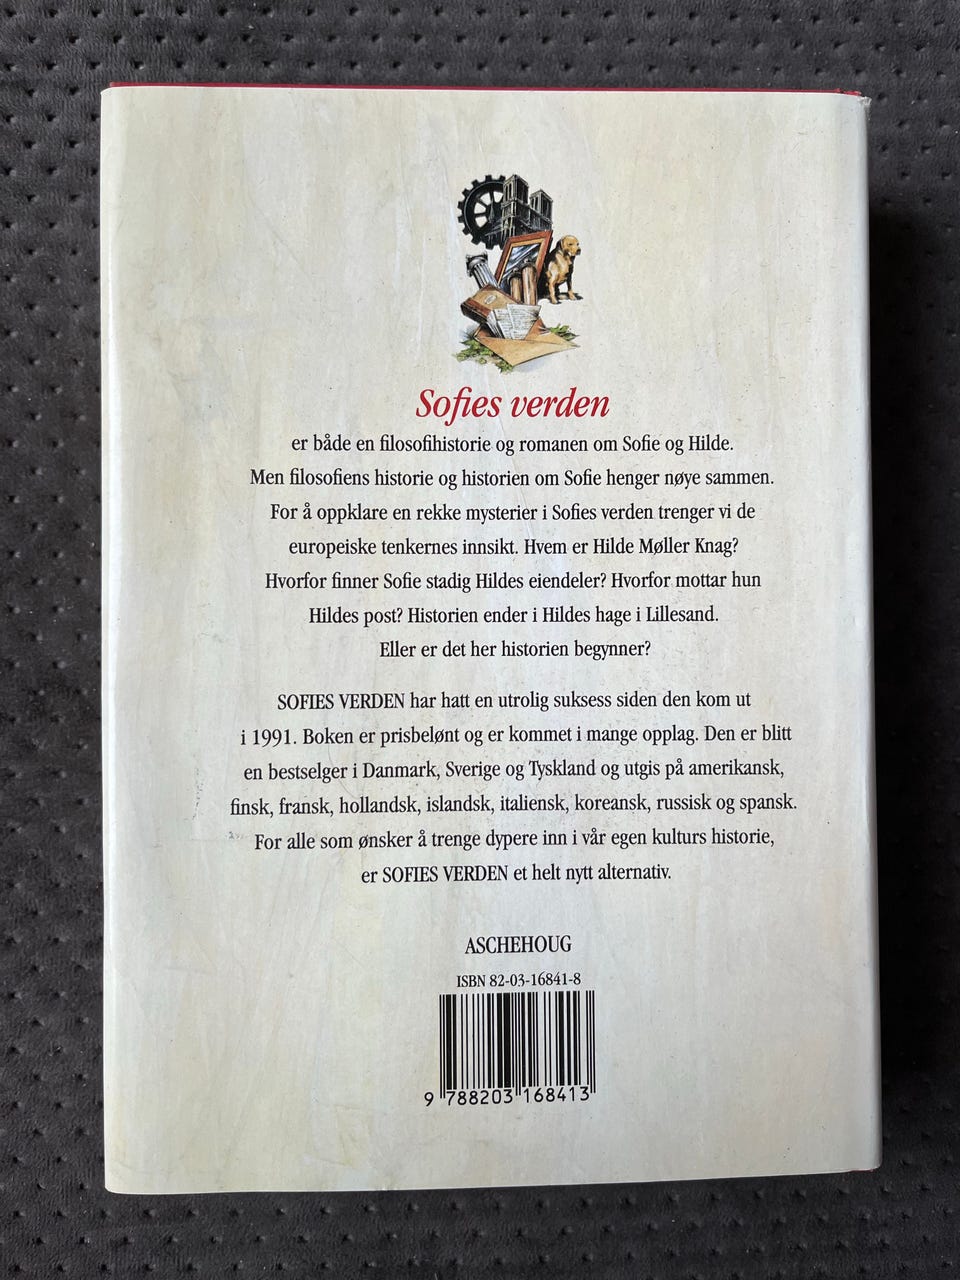 Sofies verden
er både en filosofihistorie og romanen om Sofie og Hilde.
Men filosofiens historie og historien om Sofie henger nøye sammen.
For å oppklare en rekke mysterier i Sofies verden trenger vi de
europeiske tenkernes innsikt. Hvem er Hilde Møller Knag?
Hvorfor finner Sofie stadig Hildes eiendeler? Hvorfor mottar hun
Hildes post? Historien ender i Hildes hage i Lillesand.
Eller er det her historien begynner?
SOFIES VERDEN har hatt en utrolig suksess siden den kom ut
i 1991. Boken er prisbelønt og er kommet i mange opplag. Den er blitt
en bestselger i Danmark, Sverige og Tyskland og utgis på amerikansk,
finsk, fransk, hollandsk, islandsk, italiensk, koreansk, russisk og spansk.
For alle som ønsker å trenge dypere inn i vår egen kulturs historie,
er SOFIES VERDEN et helt nytt alternativ.
ASCHEHOUG
ISBN 82-03-16841-8
9 788203 168413